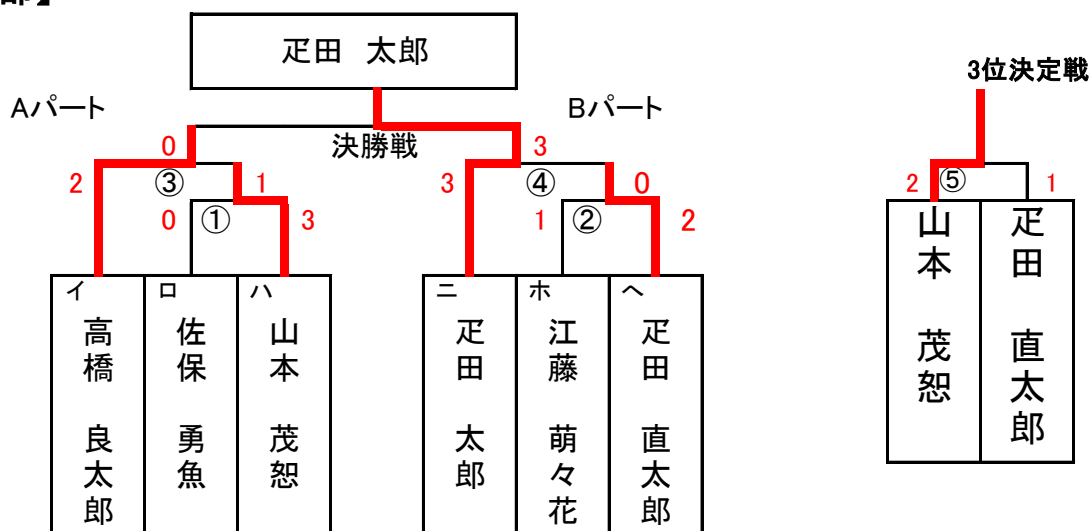 部】
疋田 太郎
3位決定戦
Aパート
Bパート
決勝戦
0
3
2
③
1
3
④
0
2
⑤
1
0
①
3
1
②
2
イ 高橋 良太郎
ロ 佐保 勇魚
ハ 山本 茂恕
ニ 疋田 太郎
ホ 江藤 萌々花
ヘ 疋田 直太郎
山本 茂恕
疋田 直太郎